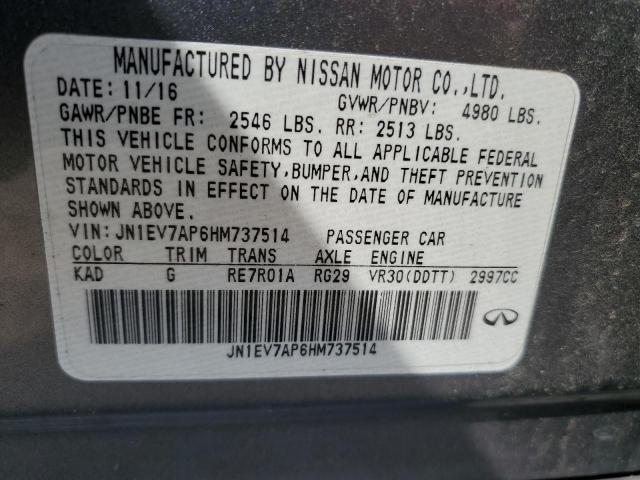 MANUFACTURED BY NISSAN MOTOR CO.,LTD.
DATE: 11/16 GVWR/PNBV: 4980 LBS.
GAWR/PNBE FR: 2546 LBS. RR: 2513 LBS.
THIS VEHICLE CONFORMS TO ALL APPLICABLE FEDERAL
MOTOR VEHICLE SAFETY,BUMPER,AND THEFT PREVENTION
STANDARDS IN EFFECT ON THE DATE OF MANUFACTURE
SHOWN ABOVE.
VIN:JN1EV7AP6HM737514 PASSENGER CAR
COLOR TRIM TRANS AXLE ENGINE
KAD G RE7R01A RG29 VR30(DDTT) 2997CC
JN1EV7AP6HM737514